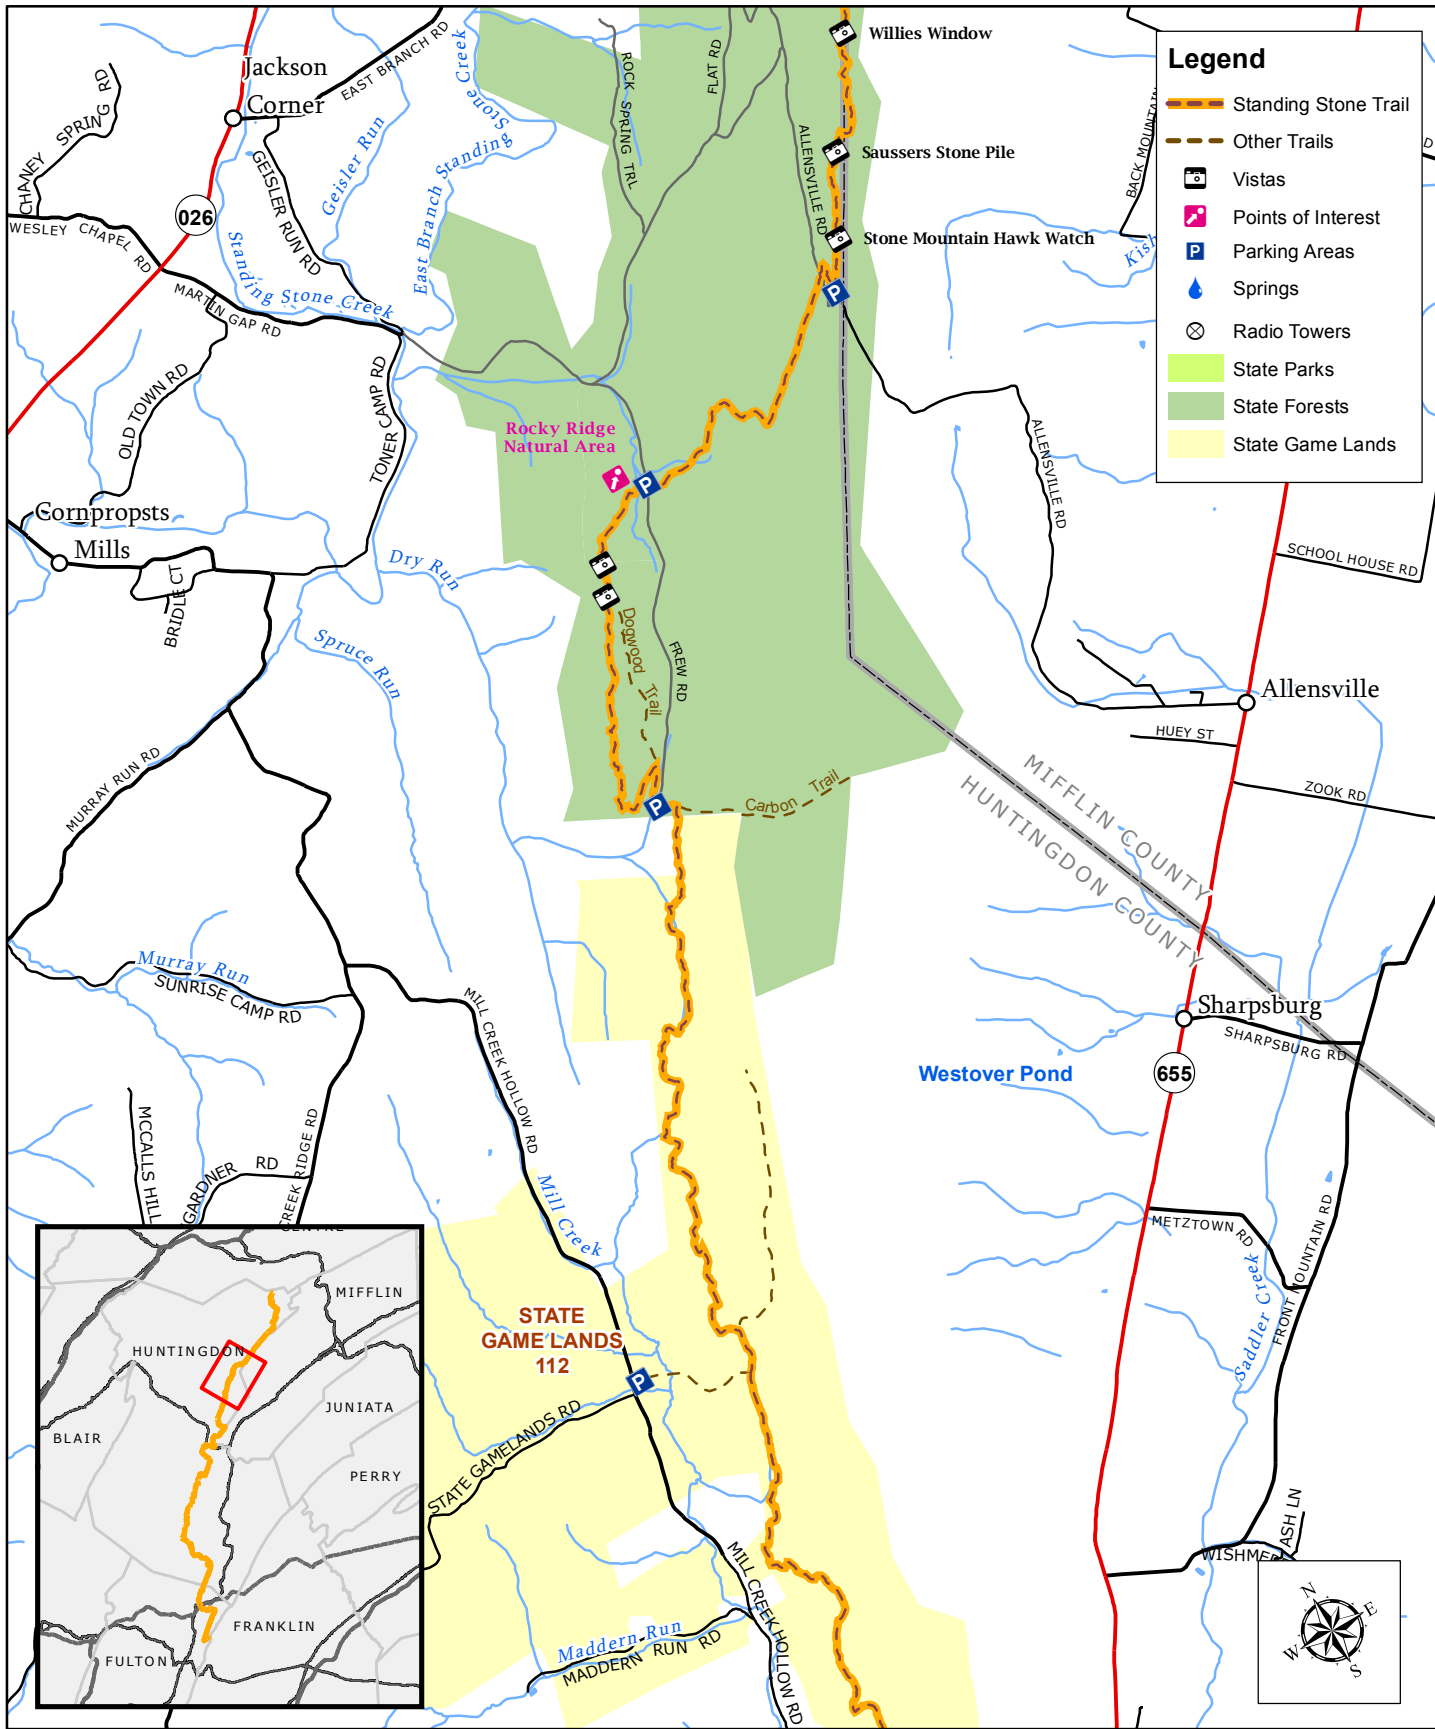 Willies Window
Saussers Stone Pile
Stone Mountain Hawk Watch
Legend
Standing Stone Trail
Other Trails
Vistas
Points of Interest
Parking Areas
Springs
Radio Towers
State Parks
State Forests
State Game Lands
Jackson
Corner
EAST BRANCH RD
CHANEY SPRING RD
WESLEY CHAPEL RD
026
GEISLER RUN RD
Geisler Run
Standing Stone Creek
East Branch Standing
Stone Creek
MARTIN GAP RD
OLD TOWN RD
TONER CAMP RD
ROCK SPRING TRL
FLAT RD
ALLENSVILLE RD
BACK MOUNTAIN
Kish
D
Rocky Ridge
Natural Area
Cornpropsts
Mills
BRIDLE CT
Dry Run
Spruce Run
Dogwood Trail
FREW RD
ALLENSVILLE RD
SCHOOL HOUSE RD
Allensville
HUEY ST
ZOOK RD
MURRAY RUN RD
Carbon Trail
MIFFLIN COUNTY
HUNTINGDON COUNTY
Murray Run
SUNRISE CAMP RD
MILL CREEK HOLLOW RD
Sharpsburg
SHARPSBURG RD
Westover Pond
655
MCCALLS HILL
GARDNER RD
CREEK RIDGE RD
CENTRE
Mill Creek
METZTOWN RD
FRONT MOUNTAIN RD
Saddler Creek
STATE
GAME LANDS
112
STATE GAMELANDS RD
MILL CREEK HOLLOW RD
Maddern Run
MADDERN RUN RD
WISHMER
ASH LN
MIFFLIN
HUNTINGDON
JUNIATA
BLAIR
PERRY
FRANKLIN
FULTON
N
E
W
S
P
P
P
P
P